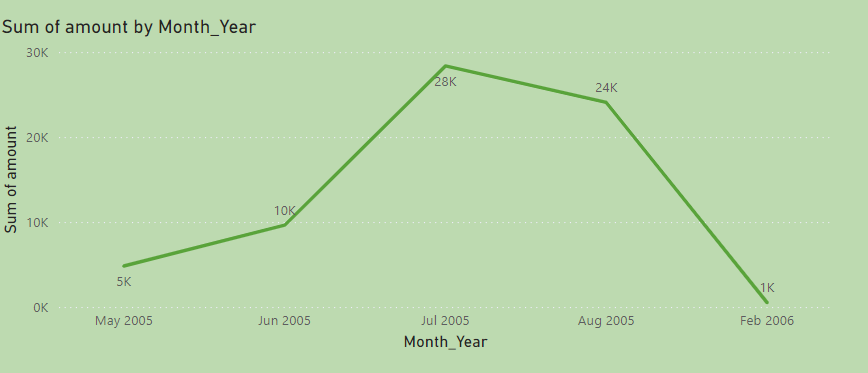 Sum of amount by Month_Year
30K
20K
10K
0K
Sum of amount
5K
10K
28K
24K
1K
May 2005 Jun 2005 Jul 2005 Aug 2005 Feb 2006
Month_Year